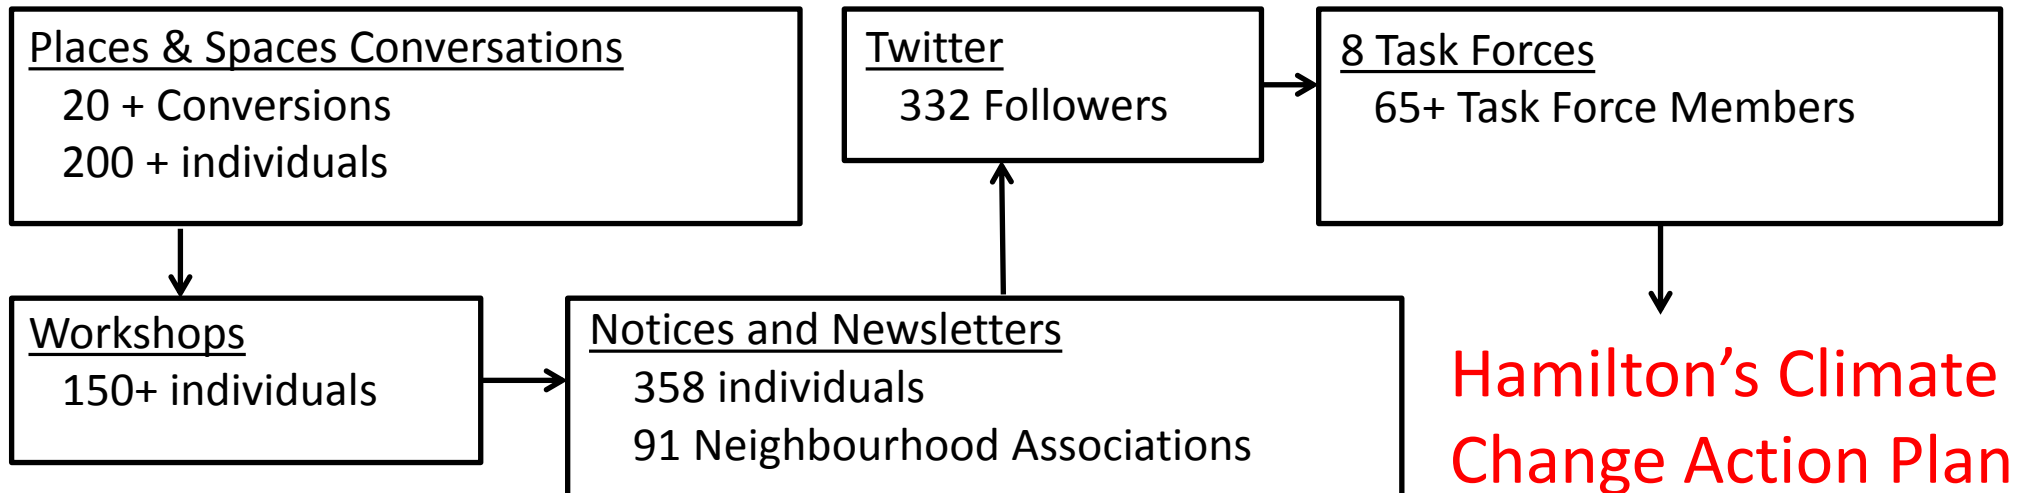 Places & Spaces Conversations
20 + Conversions
200 + individuals
Workshops
150+ individuals
Notices and Newsletters
358 individuals
91 Neighbourhood Associations
Twitter
332 Followers
8 Task Forces
65+ Task Force Members
Hamilton’s Climate
Change Action Plan